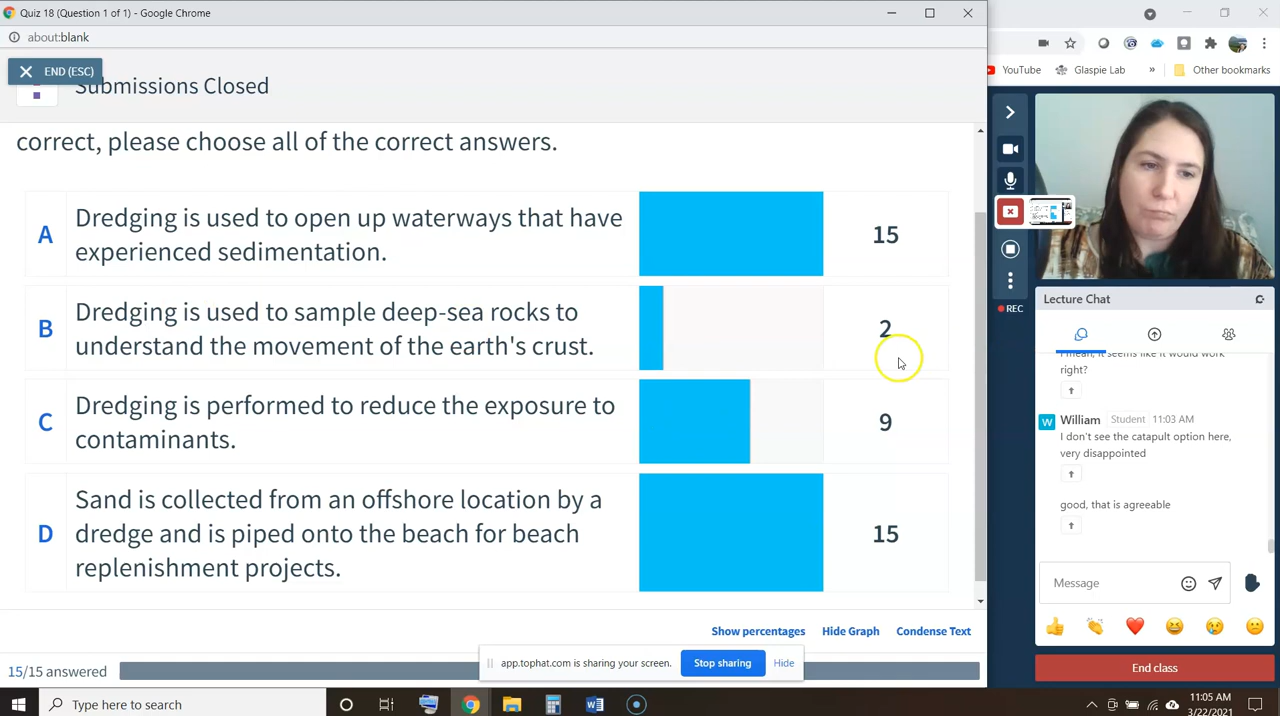 Quiz 18 (Question 1 of 1) - Google Chrome
about:blank
END (ESC)
Submissions Closed
correct, please choose all of the correct answers.
A
Dredging is used to open up waterways that have
experienced sedimentation.
15
B
Dredging is used to sample deep-sea rocks to
understand the movement of the earth's crust.
2
C
Dredging is performed to reduce the exposure to
contaminants.
9
D
Sand is collected from an offshore location by a
dredge and is piped onto the beach for beach
replenishment projects.
15
Show percentages
Hide Graph
Condense Text
15/15 answered
app.tophat.com is sharing your screen.
Stop sharing
Hide
YouTube
Glaspie Lab
»
Other bookmarks
REC
Lecture Chat
I mean, it seems like it would work
right?
W
William
Student
11:03 AM
I don't see the catapult option here,
very disappointed
good, that is agreeable
Message
End class
Type here to search
11:05 AM
3/22/2021